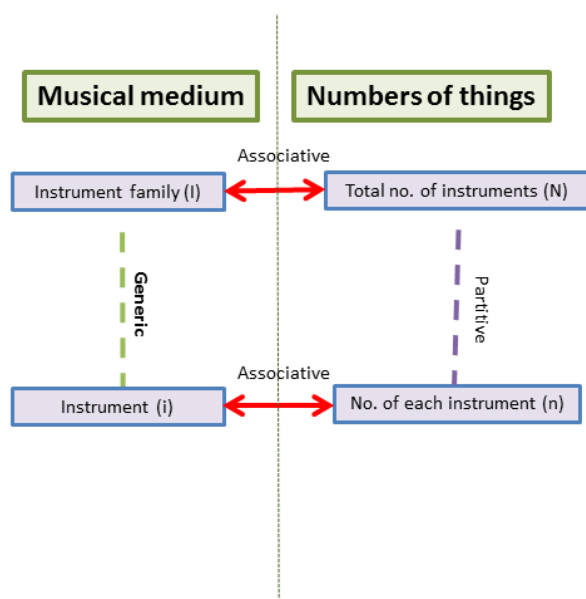 Musical medium
Numbers of things
Associative
Instrument family (I)
Total no. of instruments (N)
Generic
Partitive
Associative
Instrument (i)
No. of each instrument (n)